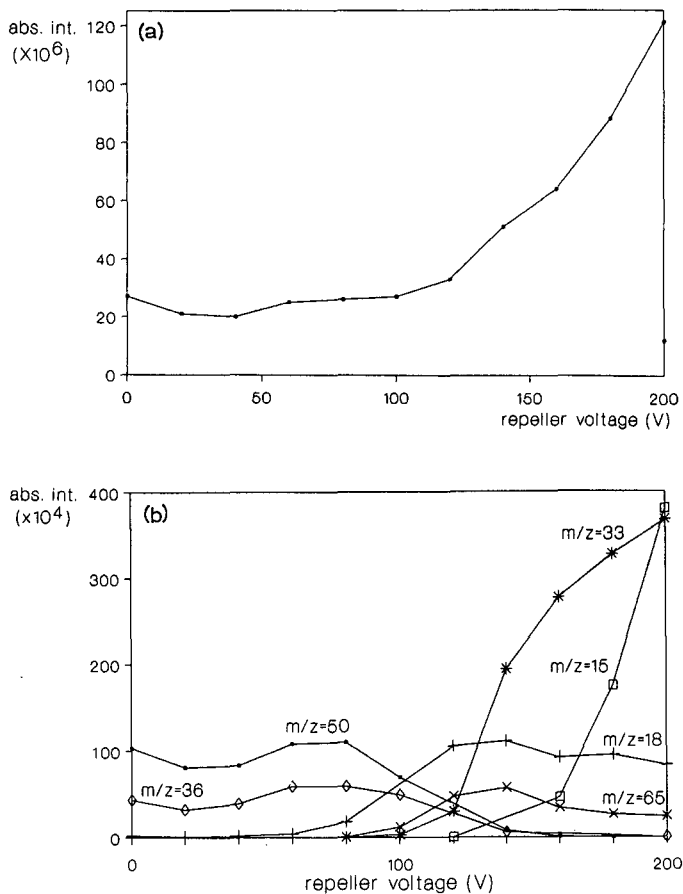 abs. int.
(X10⁶)
(a)
120
100
80
60
40
20
0
0 50 100 150 200
repeller voltage (V)
abs. int.
(x10⁴)
(b)
400
300
200
100
0
m/z=33
m/z=15
m/z=50
m/z=18
m/z=36
m/z=65
0 100 200
repeller voltage (V)